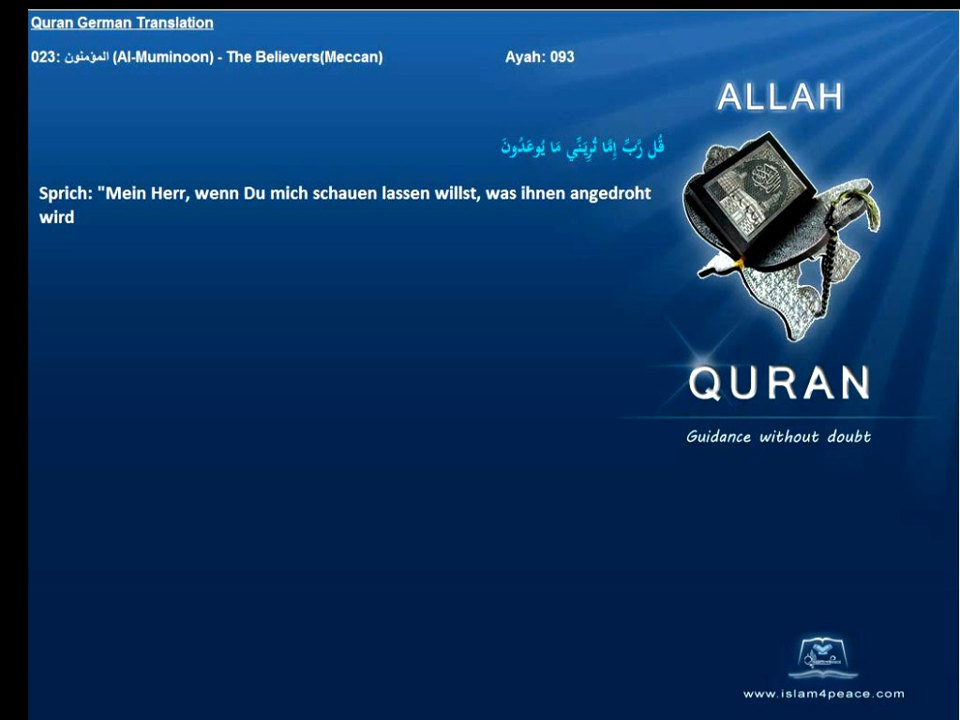 Quran German Translation
023: المؤمنون (Al-Muminoon) - The Believers(Meccan) Ayah: 093
ALLAH
قُل رَّبِّ إِمَّا تُرِيَنِّي مَا يُوعَدُونَ
Sprich: "Mein Herr, wenn Du mich schauen lassen willst, was ihnen angedroht
wird
QURAN
Guidance without doubt
www.islam4peace.com